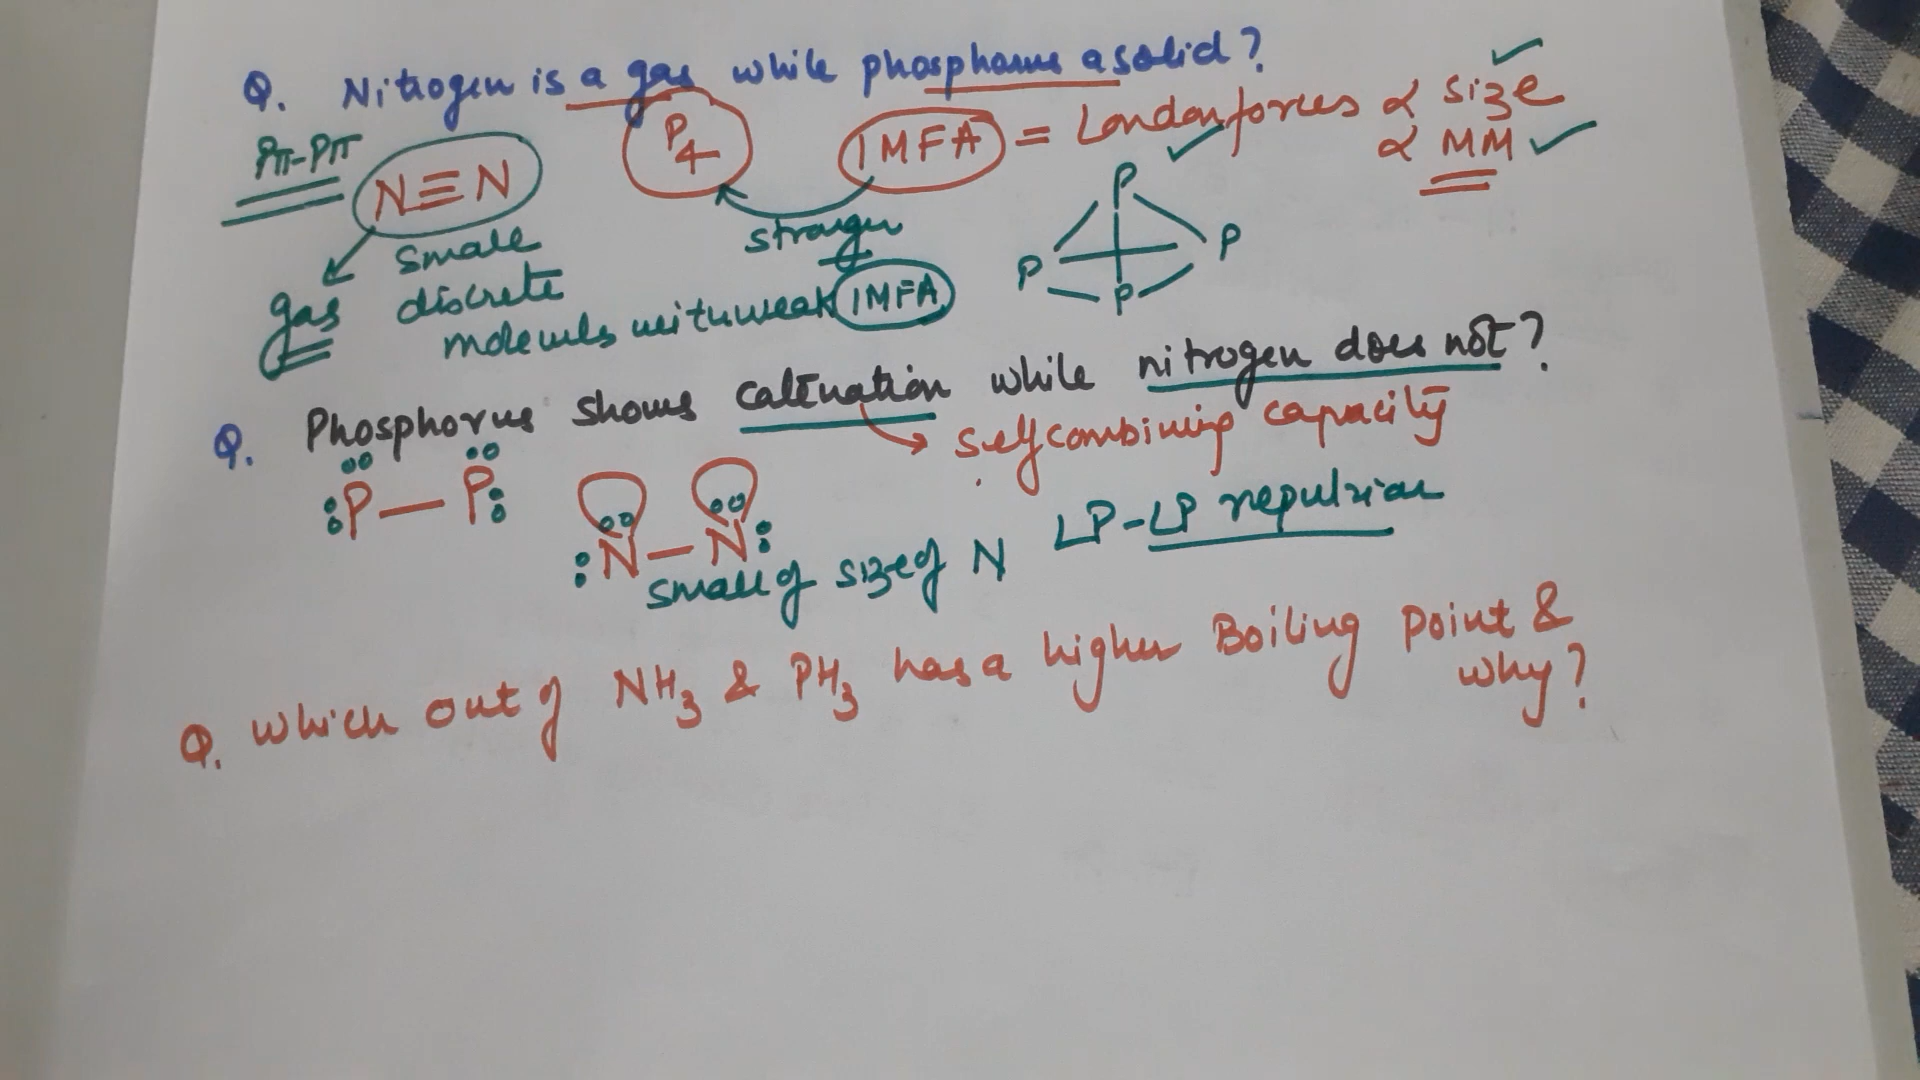 Q. Nitrogen is a gas while phosphorus a solid?
Pπ-Pπ N≡N P4 IMFA = London forces ∝ size
∝ MM
stronger
gas small
discrete
molecules with weak IMFA
P
P P
P
Q. Phosphorus shows catenation while nitrogen does not?
self combining capacity
:P — P:
:N — N: LP-LP repulsion
small of size of N
Q. Which out of NH3 & PH3 has a higher Boiling Point &
why?